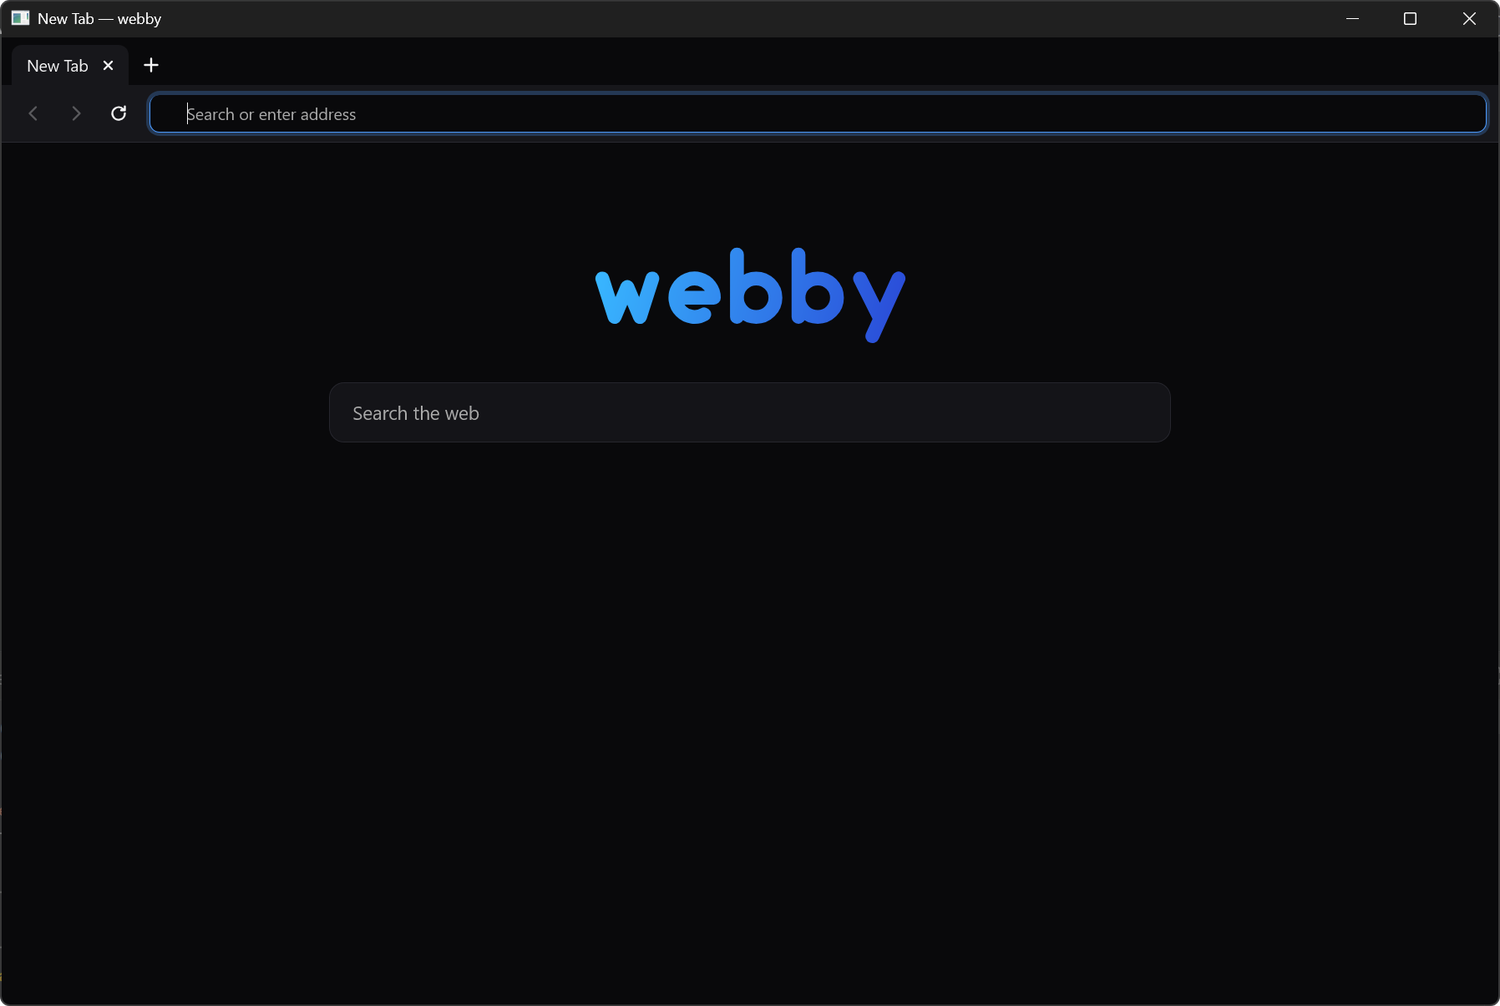 New Tab — webby
New Tab
Search or enter address
webby
Search the web